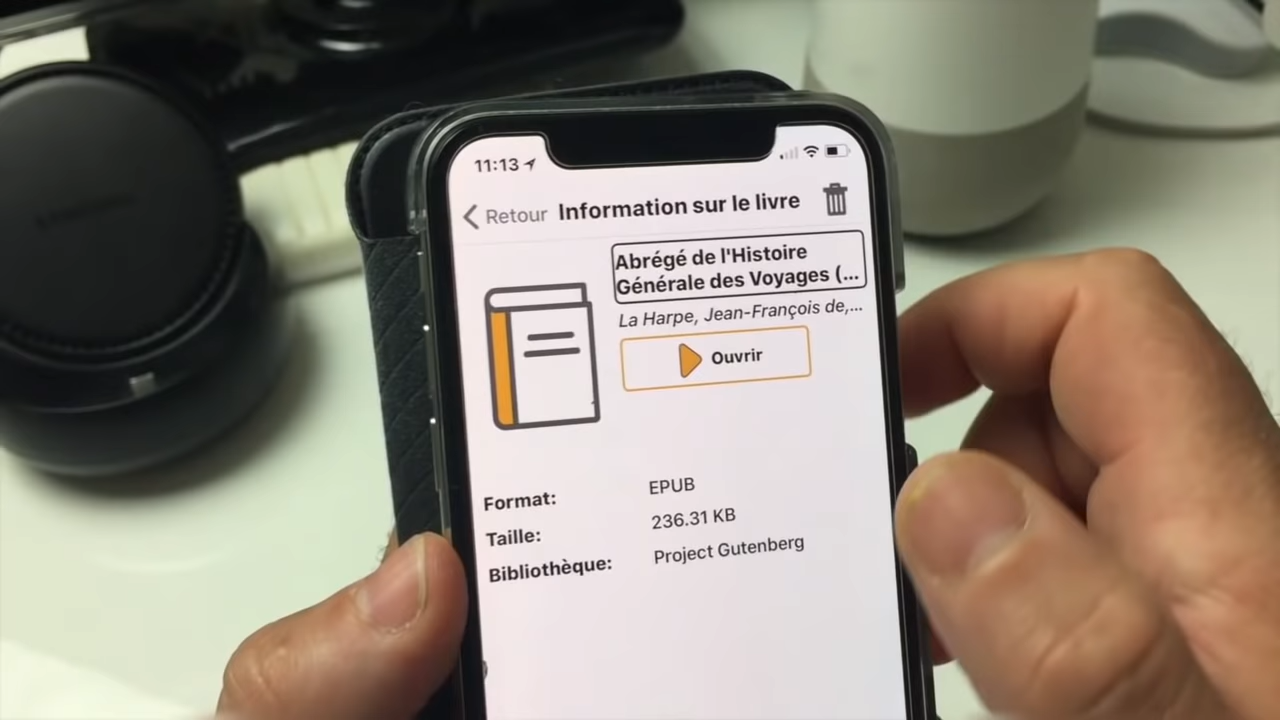 11:13
Retour Information sur le livre
Abrégé de l'Histoire
Générale des Voyages (...
La Harpe, Jean-François de,...
Ouvrir
Format: EPUB
Taille: 236.31 KB
Bibliothèque: Project Gutenberg